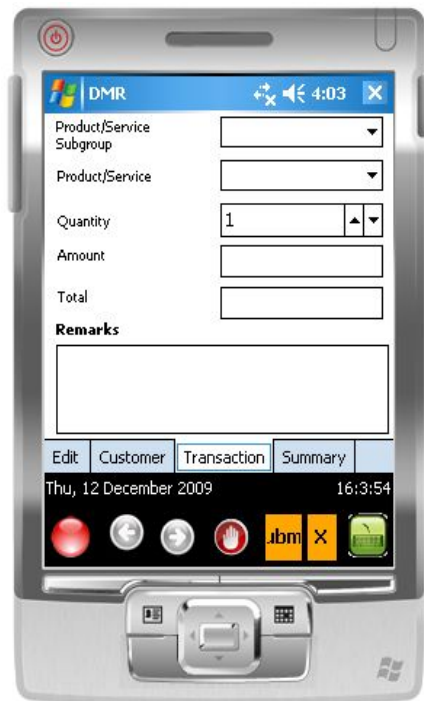 DMR 4:03 X
Product/Service
Subgroup
Product/Service
Quantity 1
Amount
Total
Remarks
Edit Customer Transaction Summary
Thu, 12 December 2009 16:3:54
ubm X